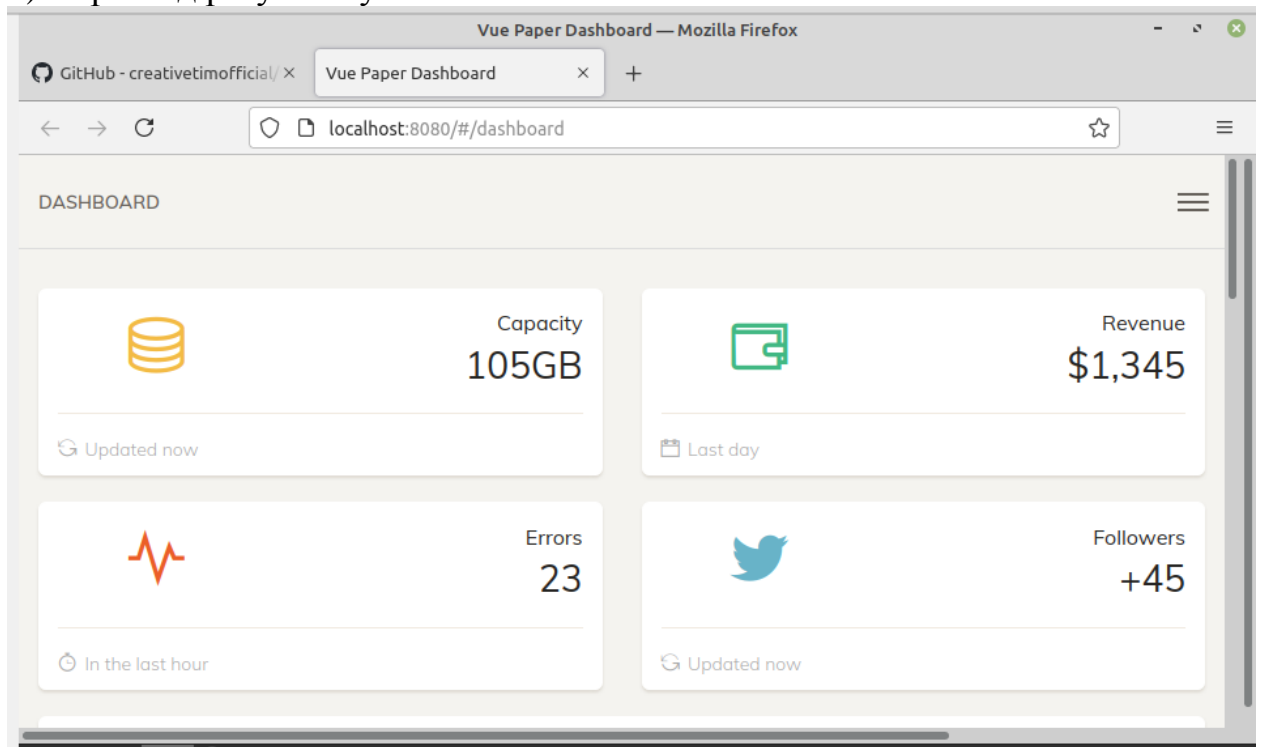 Vue Paper Dashboard — Mozilla Firefox
GitHub - creativetimofficial/
Vue Paper Dashboard
localhost:8080/#/dashboard
DASHBOARD
Capacity
105GB
Updated now
Revenue
$1,345
Last day
Errors
23
In the last hour
Followers
+45
Updated now